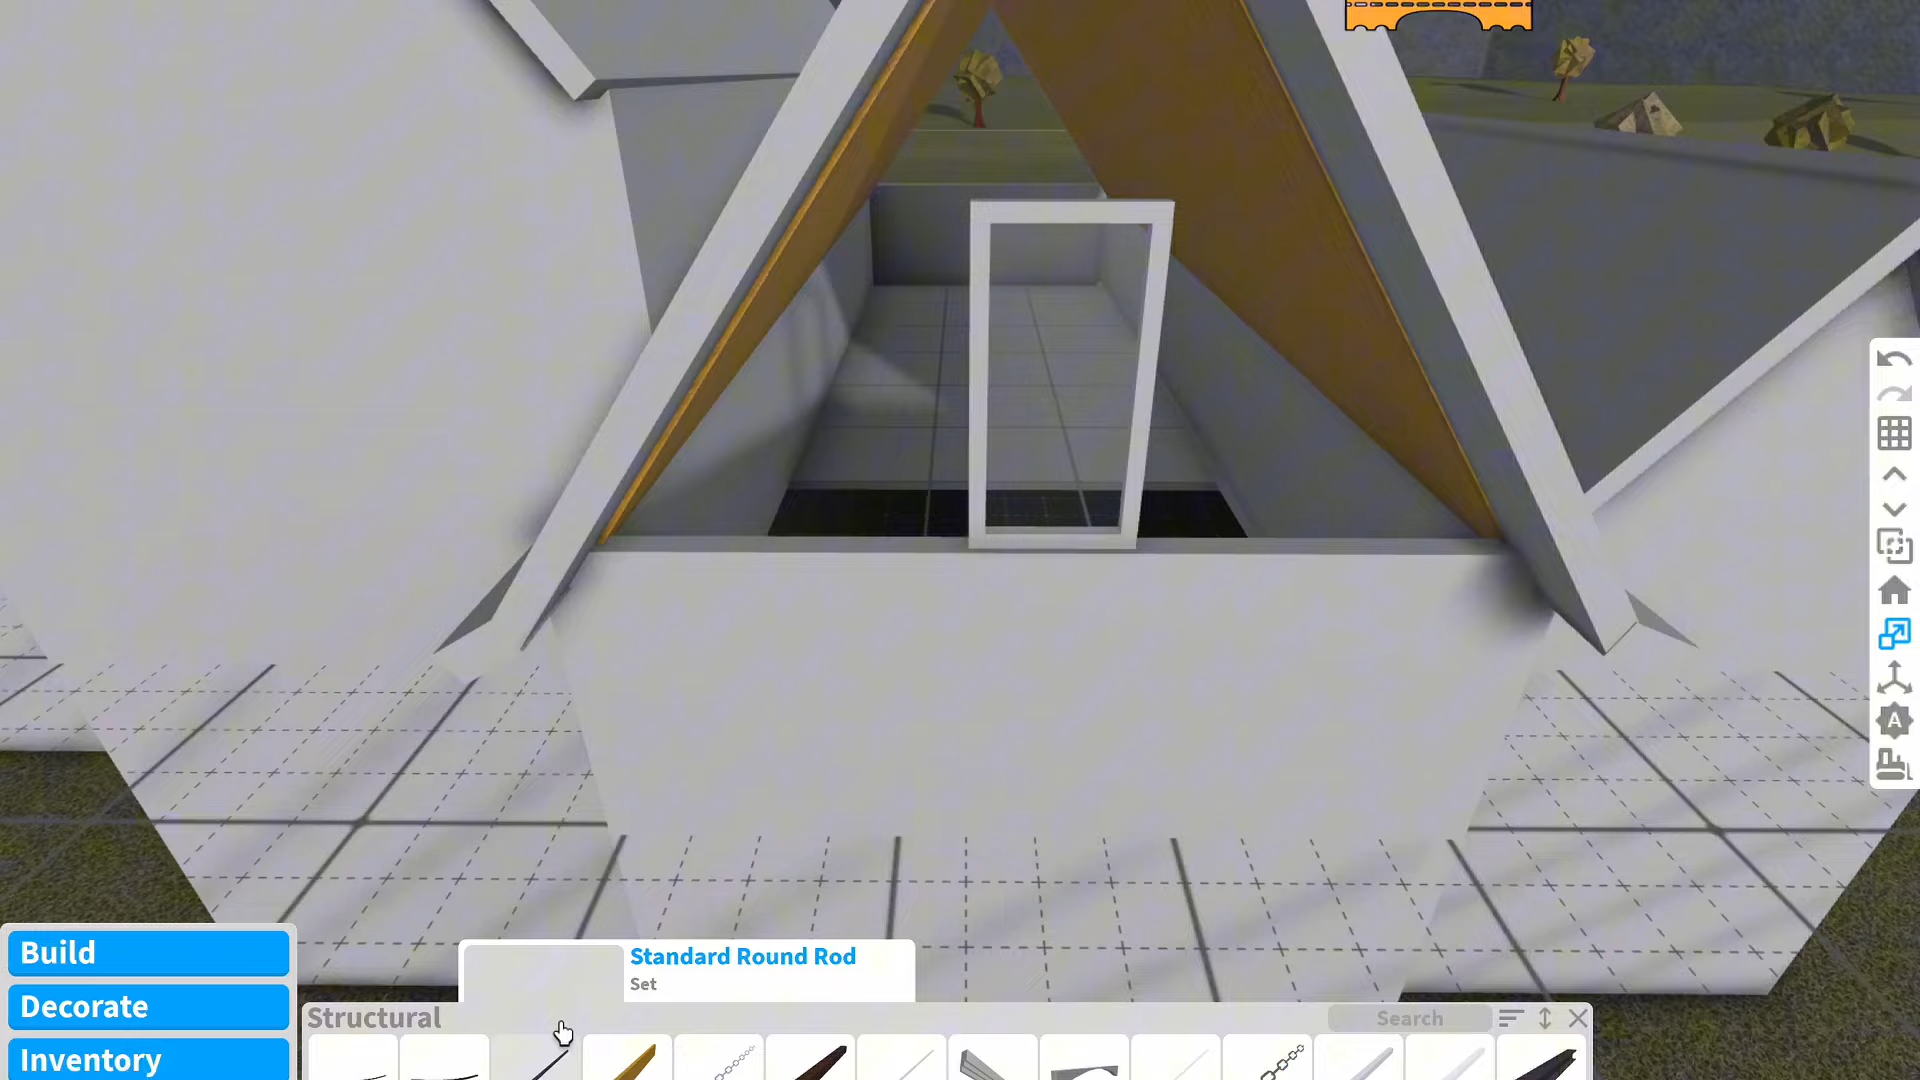 A
Build
Standard Round Rod
Set
Decorate
Structural
Search
Inventory